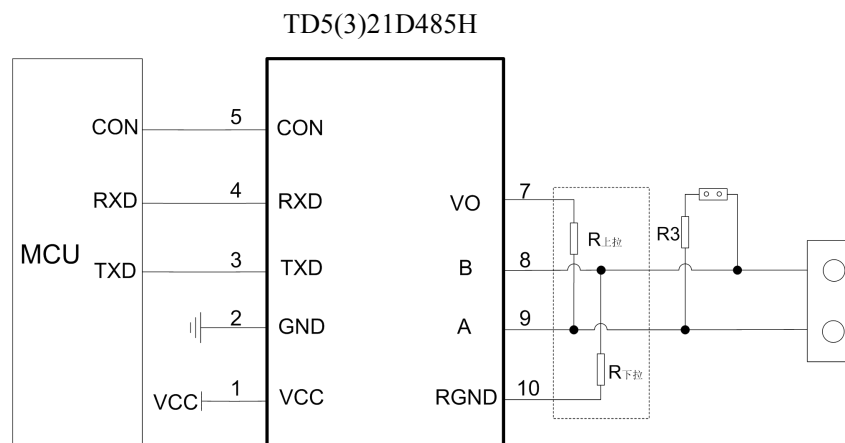 TD5(3)21D485H
CON 5 CON
7
RXD 4 RXD VO R上拉 R3
MCU
TXD 3 TXD B 8
2 GND A 9
R下拉
VCC 1 VCC RGND 10